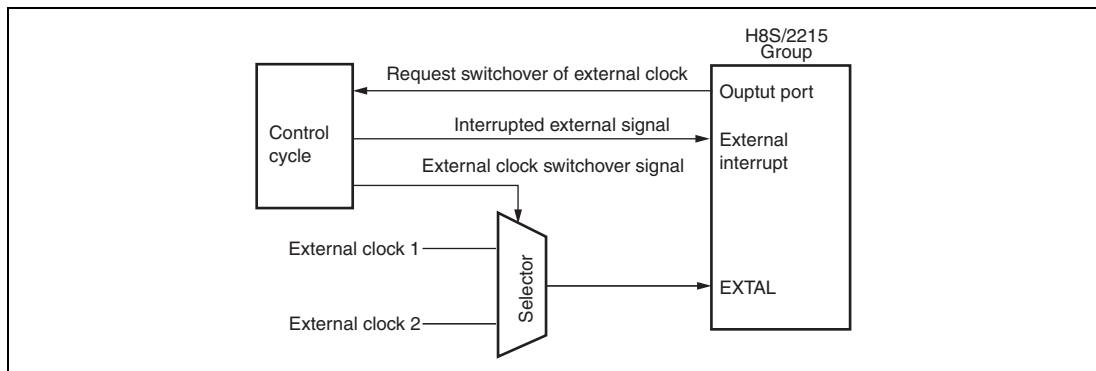 H8S/2215
Group
Request switchover of external clock
Ouptut port
Control
cycle
Interrupted external signal
External
interrupt
External clock switchover signal
External clock 1
Selector
EXTAL
External clock 2